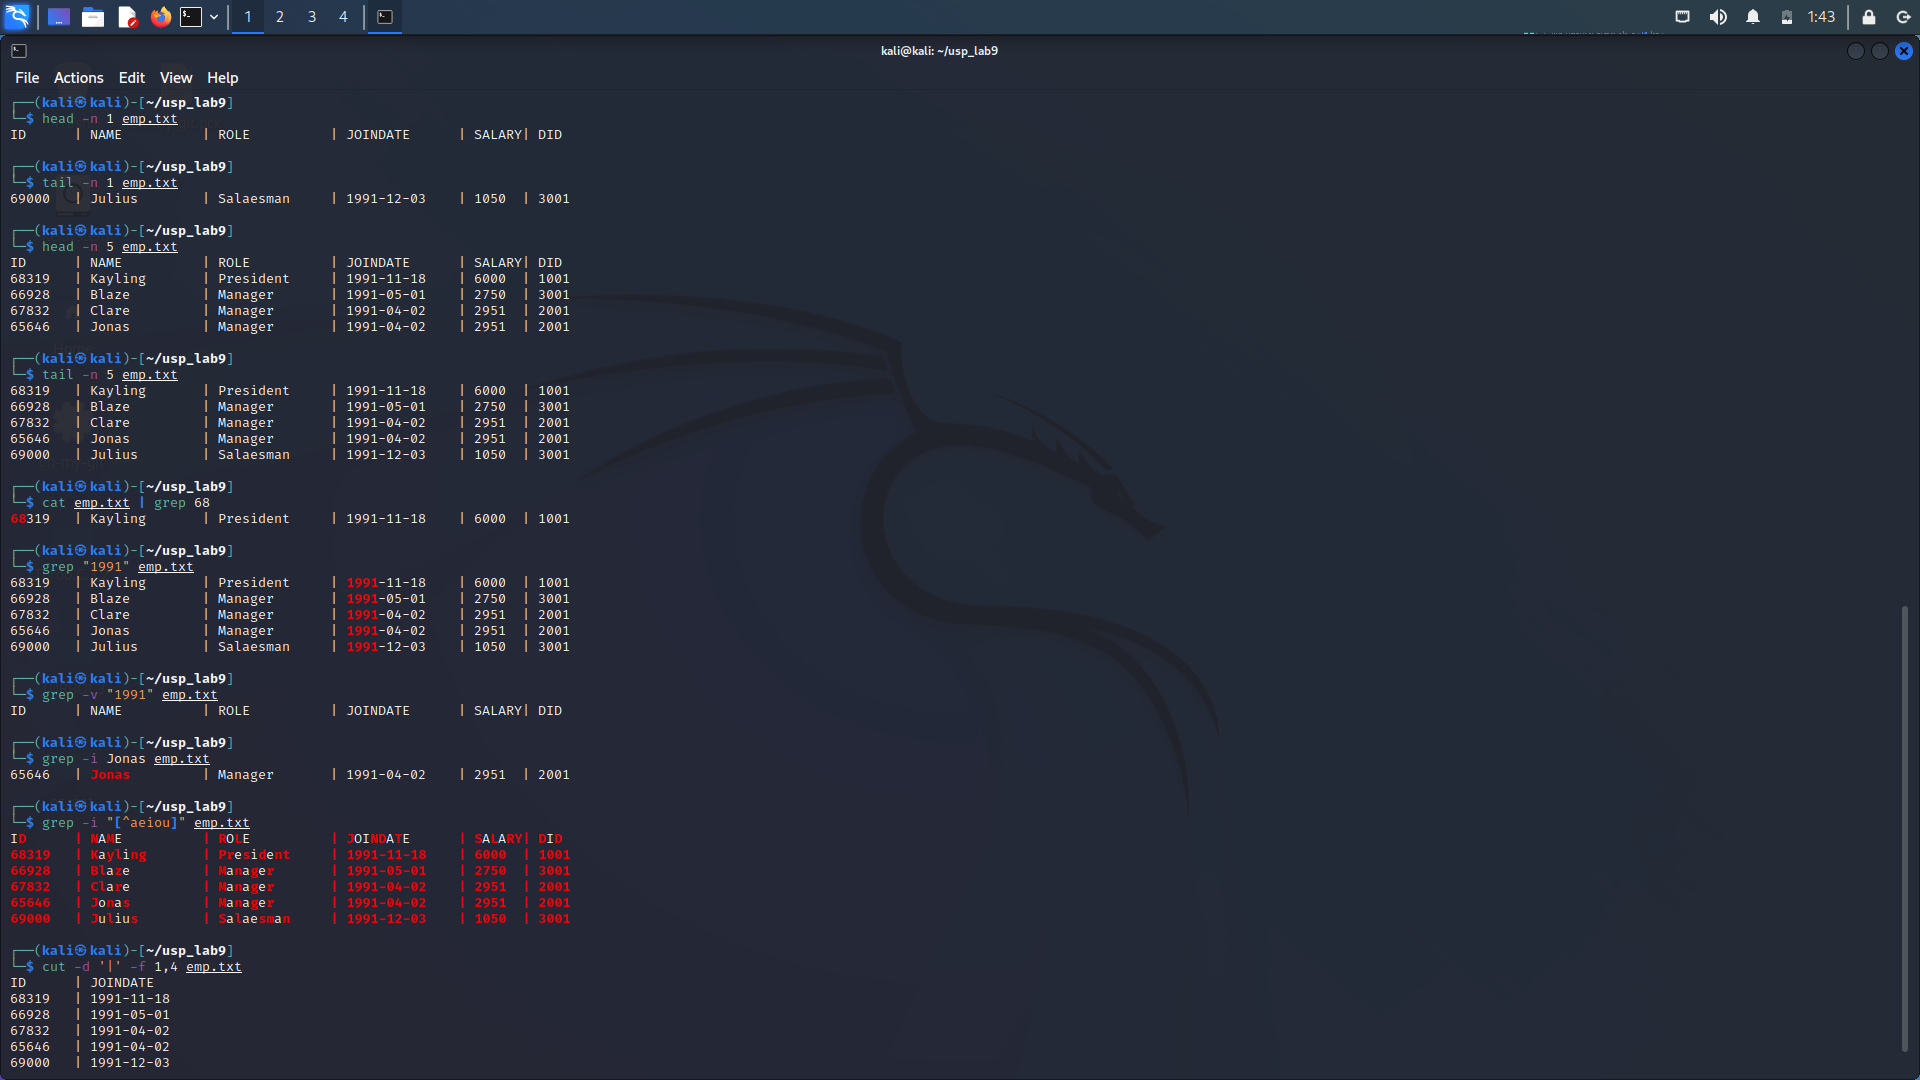 1 2 3 4 1:43
kali@kali: ~/usp_lab9
File Actions Edit View Help
┌──(kali㉿kali)-[~/usp_lab9]
└─$ head -n 1 emp.txt
ID      | NAME          | ROLE          | JOINDATE      | SALARY| DID

┌──(kali㉿kali)-[~/usp_lab9]
└─$ tail -n 1 emp.txt
69000   | Julius        | Salaesman     | 1991-12-03    | 1050  | 3001

┌──(kali㉿kali)-[~/usp_lab9]
└─$ head -n 5 emp.txt
ID      | NAME          | ROLE          | JOINDATE      | SALARY| DID
68319   | Kayling       | President     | 1991-11-18    | 6000  | 1001
66928   | Blaze         | Manager       | 1991-05-01    | 2750  | 3001
67832   | Clare         | Manager       | 1991-04-02    | 2951  | 2001
65646   | Jonas         | Manager       | 1991-04-02    | 2951  | 2001

┌──(kali㉿kali)-[~/usp_lab9]
└─$ tail -n 5 emp.txt
68319   | Kayling       | President     | 1991-11-18    | 6000  | 1001
66928   | Blaze         | Manager       | 1991-05-01    | 2750  | 3001
67832   | Clare         | Manager       | 1991-04-02    | 2951  | 2001
65646   | Jonas         | Manager       | 1991-04-02    | 2951  | 2001
69000   | Julius        | Salaesman     | 1991-12-03    | 1050  | 3001

┌──(kali㉿kali)-[~/usp_lab9]
└─$ cat emp.txt | grep 68
68319   | Kayling       | President     | 1991-11-18    | 6000  | 1001

┌──(kali㉿kali)-[~/usp_lab9]
└─$ grep "1991" emp.txt
68319   | Kayling       | President     | 1991-11-18    | 6000  | 1001
66928   | Blaze         | Manager       | 1991-05-01    | 2750  | 3001
67832   | Clare         | Manager       | 1991-04-02    | 2951  | 2001
65646   | Jonas         | Manager       | 1991-04-02    | 2951  | 2001
69000   | Julius        | Salaesman     | 1991-12-03    | 1050  | 3001

┌──(kali㉿kali)-[~/usp_lab9]
└─$ grep -v "1991" emp.txt
ID      | NAME          | ROLE          | JOINDATE      | SALARY| DID

┌──(kali㉿kali)-[~/usp_lab9]
└─$ grep -i Jonas emp.txt
65646   | Jonas         | Manager       | 1991-04-02    | 2951  | 2001

┌──(kali㉿kali)-[~/usp_lab9]
└─$ grep -i "[^aeiou]" emp.txt
ID      | NAME          | ROLE          | JOINDATE      | SALARY| DID
68319   | Kayling       | President     | 1991-11-18    | 6000  | 1001
66928   | Blaze         | Manager       | 1991-05-01    | 2750  | 3001
67832   | Clare         | Manager       | 1991-04-02    | 2951  | 2001
65646   | Jonas         | Manager       | 1991-04-02    | 2951  | 2001
69000   | Julius        | Salaesman     | 1991-12-03    | 1050  | 3001

┌──(kali㉿kali)-[~/usp_lab9]
└─$ cut -d '|' -f 1,4 emp.txt
ID      | JOINDATE
68319   | 1991-11-18
66928   | 1991-05-01
67832   | 1991-04-02
65646   | 1991-04-02
69000   | 1991-12-03